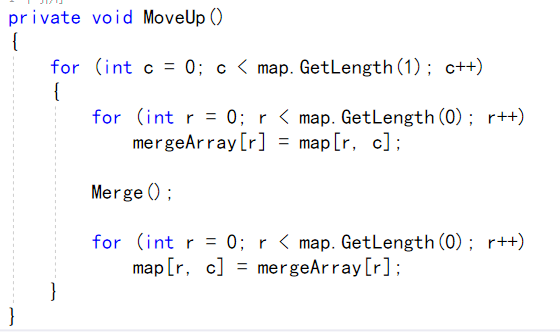 private void MoveUp()
{
for (int c = 0; c < map.GetLength(1); c++)
{
for (int r = 0; r < map.GetLength(0); r++)
mergeArray[r] = map[r, c];
Merge();
for (int r = 0; r < map.GetLength(0); r++)
map[r, c] = mergeArray[r];
}
}